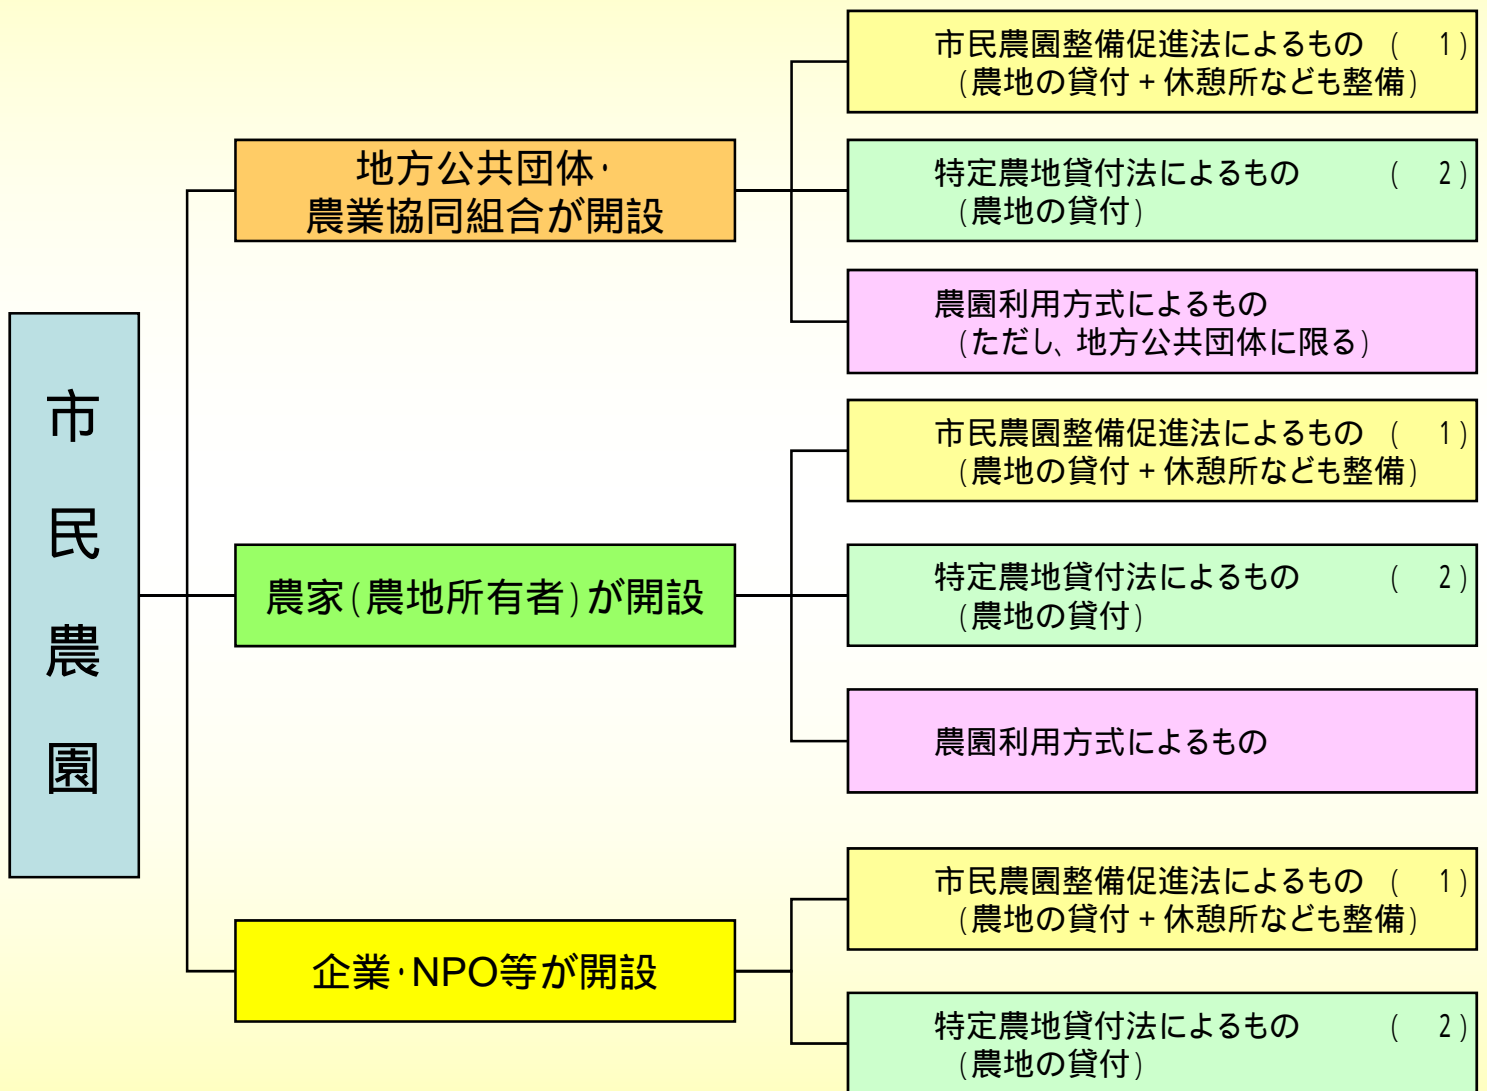 市民農園
地方公共団体・
農業協同組合が開設
市民農園整備促進法によるもの (　1)
(農地の貸付+休憩所なども整備)
特定農地貸付法によるもの (　2)
(農地の貸付)
農園利用方式によるもの
(ただし、地方公共団体に限る)
農家(農地所有者)が開設
市民農園整備促進法によるもの (　1)
(農地の貸付+休憩所なども整備)
特定農地貸付法によるもの (　2)
(農地の貸付)
農園利用方式によるもの
企業・NPO等が開設
市民農園整備促進法によるもの (　1)
(農地の貸付+休憩所なども整備)
特定農地貸付法によるもの (　2)
(農地の貸付)